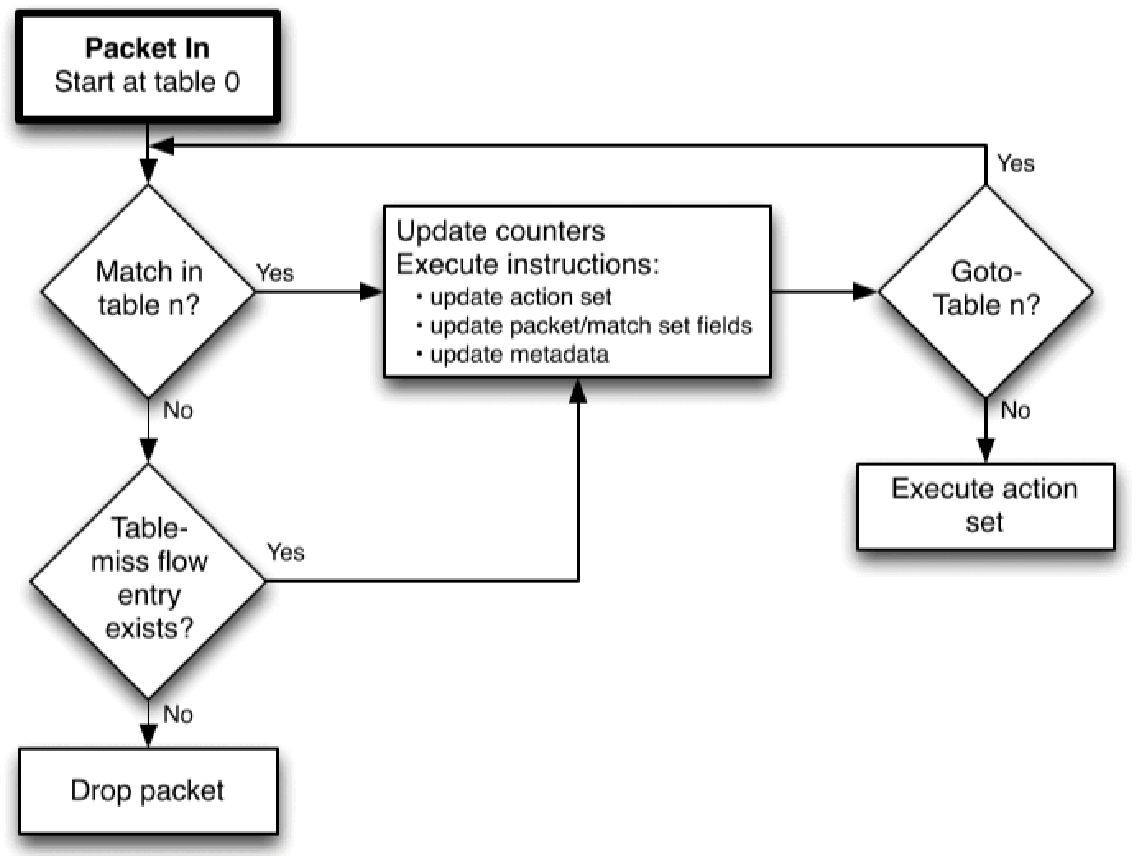 Packet In
Start at table 0
Yes
Match in
table n?
Yes
Update counters
Execute instructions:
• update action set
• update packet/match set fields
• update metadata
Goto-
Table n?
No
No
Execute action
set
Table-
miss flow
entry
exists?
Yes
No
Drop packet